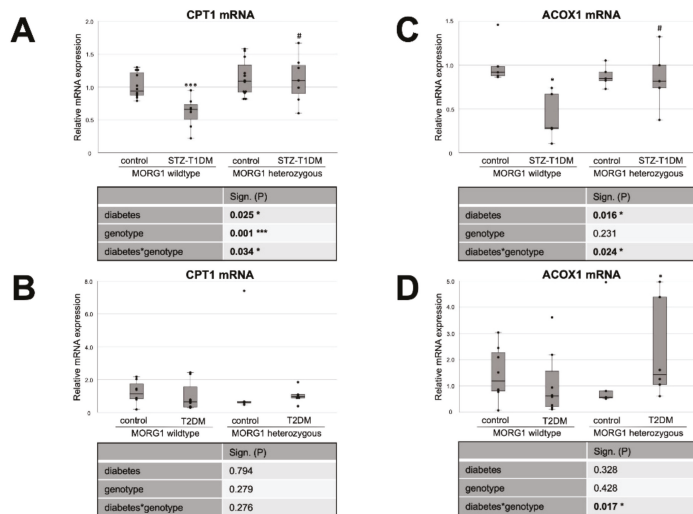 A
CPT1 mRNA
Relative mRNA expression
2.0
1.5
1.0
0.5
0
***
#
control STZ-T1DM control STZ-T1DM
MORG1 wildtype MORG1 heterozygous
Sign. (P)
diabetes 0.025 *
genotype 0.001 ***
diabetes*genotype 0.034 *
B
CPT1 mRNA
Relative mRNA expression
8.0
6.0
4.0
2.0
0.0
control T2DM control T2DM
MORG1 wildtype MORG1 heterozygous
Sign. (P)
diabetes 0.794
genotype 0.279
diabetes*genotype 0.276
C
ACOX1 mRNA
Relative mRNA expression
1.5
1.0
0.5
0
#
control STZ-T1DM control STZ-T1DM
MORG1 wildtype MORG1 heterozygous
Sign. (P)
diabetes 0.016 *
genotype 0.231
diabetes*genotype 0.024 *
D
ACOX1 mRNA
Relative mRNA expression
5.0
4.0
3.0
2.0
1.0
0.0
control T2DM control T2DM
MORG1 wildtype MORG1 heterozygous
Sign. (P)
diabetes 0.328
genotype 0.428
diabetes*genotype 0.017 *